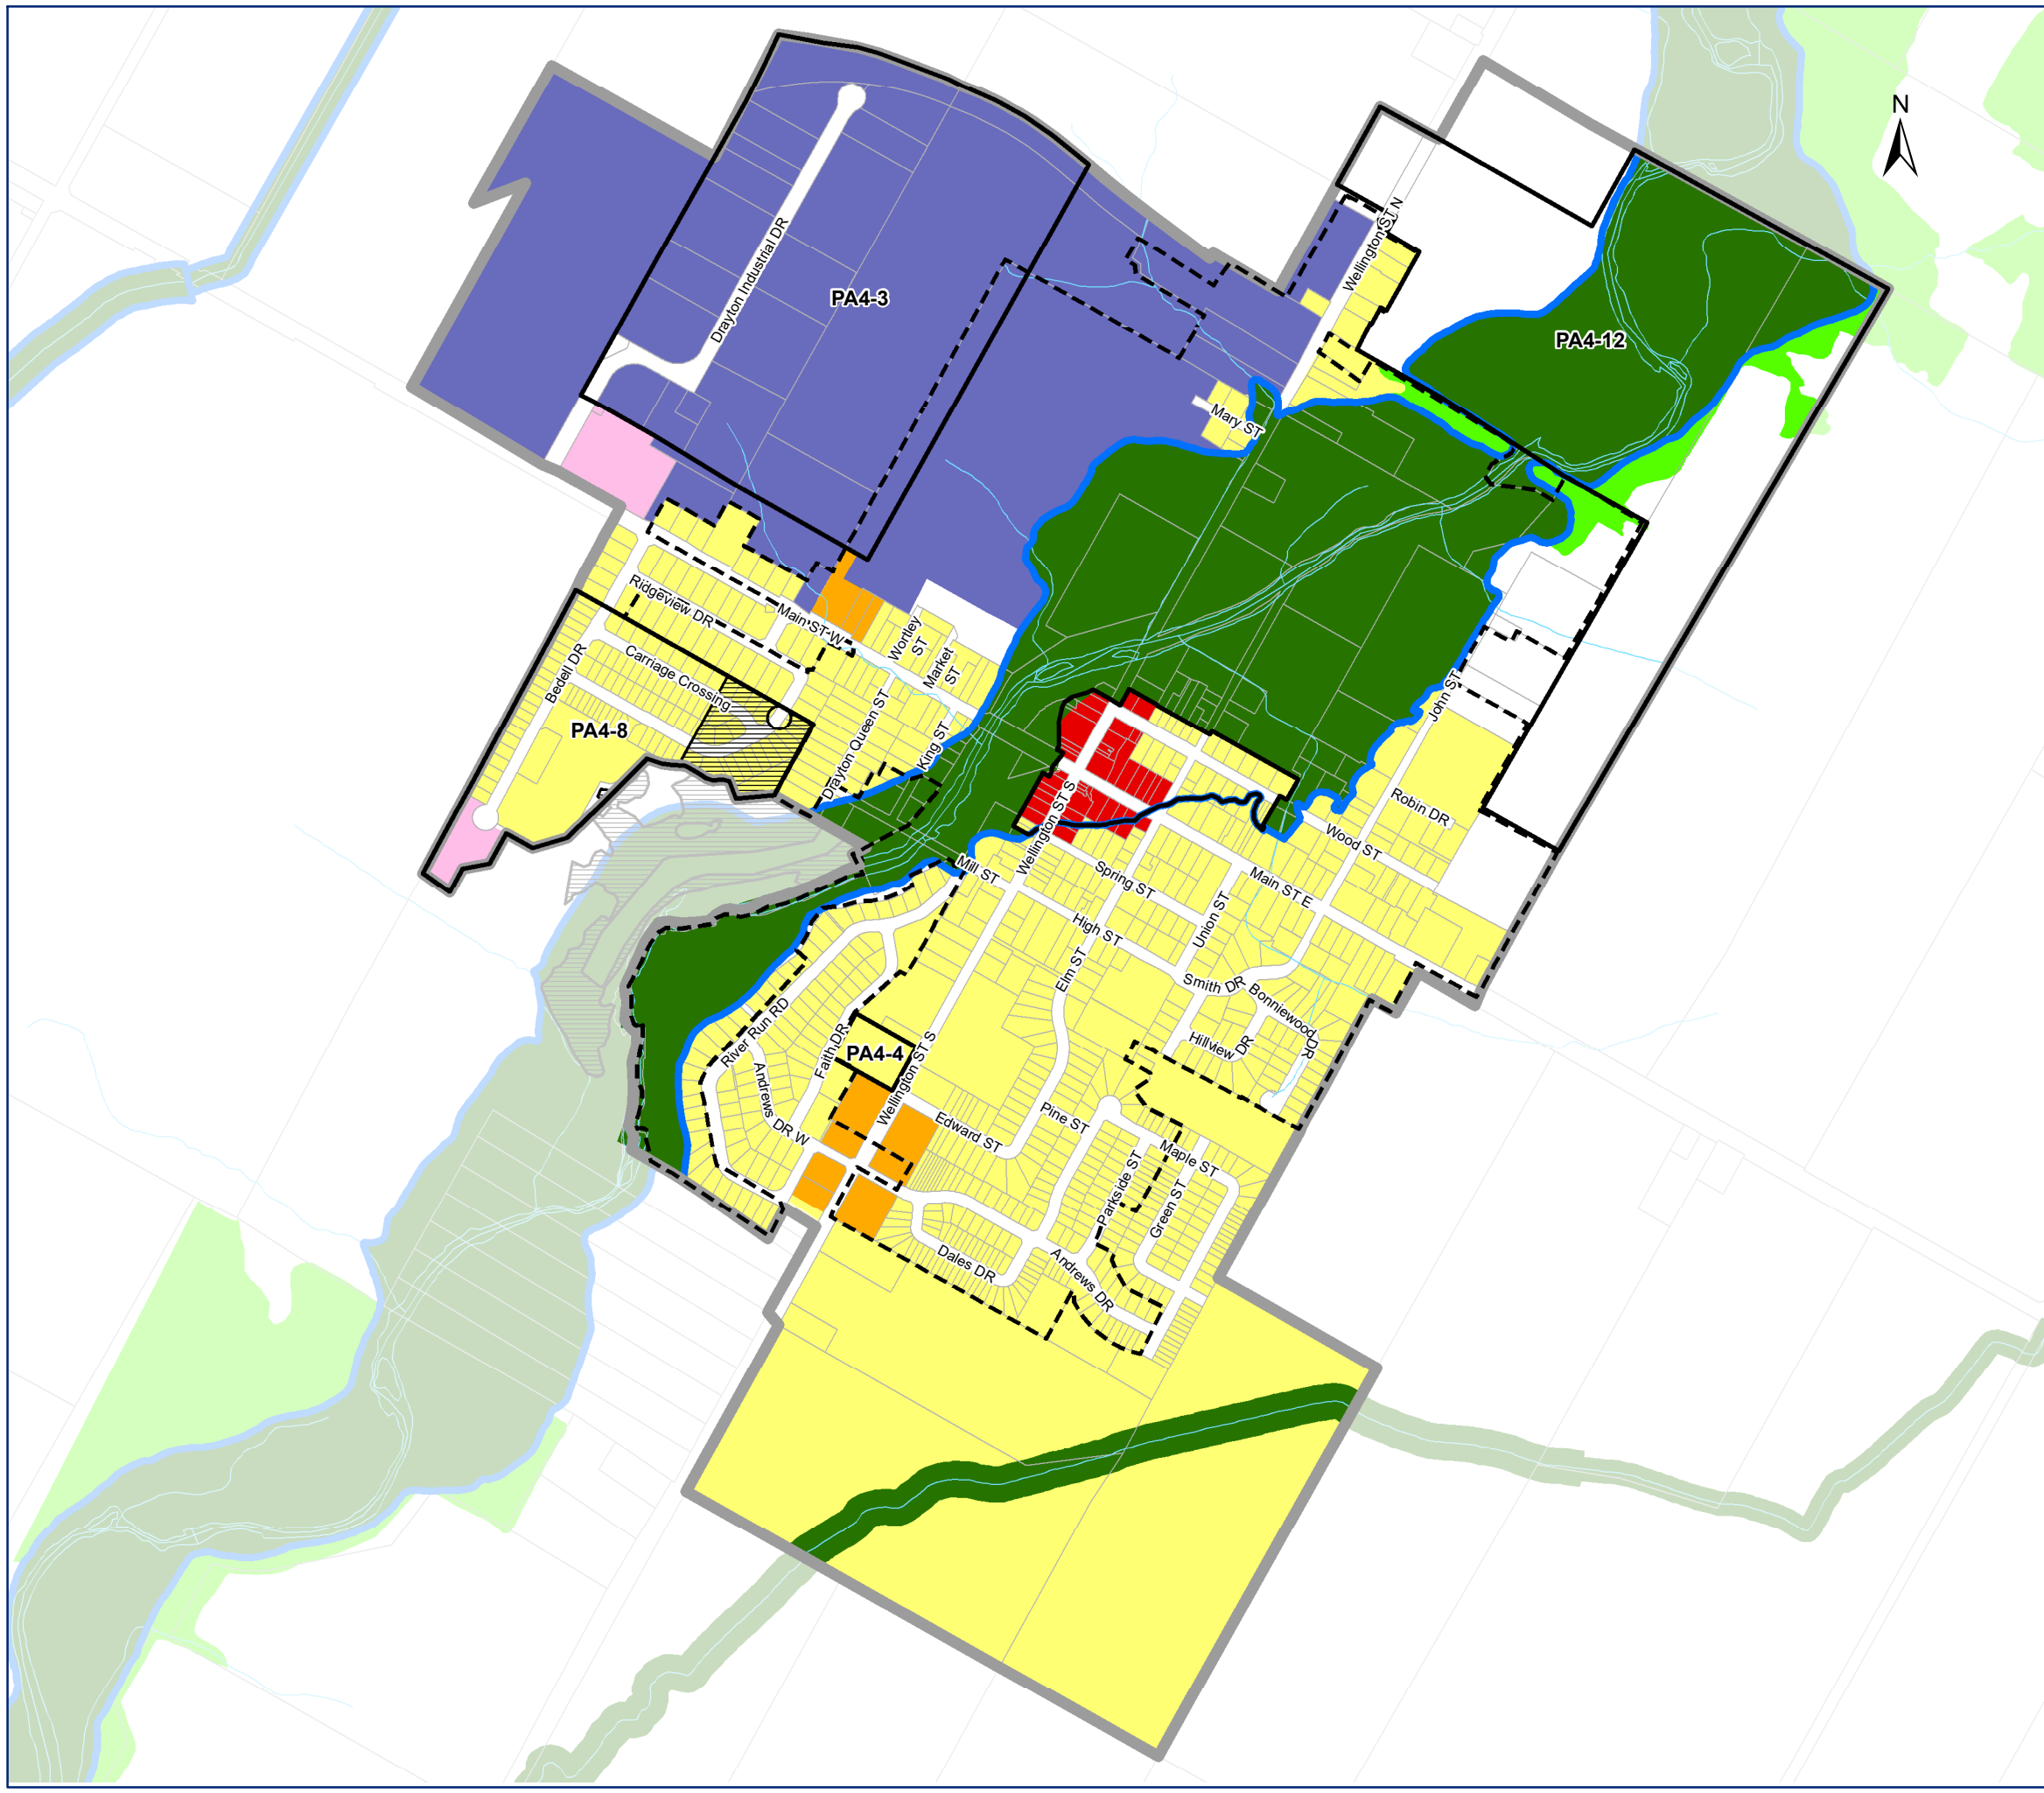 N
Wellington ST N
Drayton Industrial DR
PA4-3
PA4-12
Mary ST
Ridgeview DR
Main ST W
Wortley
ST
Market
ST
Carriage Crossing
Bedell DR
PA4-8
Drayton Queen ST
King ST
John ST
Robin DR
Wood ST
Wellington ST S
Mill ST
Spring ST
Main ST E
High ST
Union ST
Elm ST
Smith DR
Bonniewood
DR
Hillview
DR
River Run RD
Faith DR
PA4-4
Wellington ST S
Andrews
DR W
Edward ST
Pine ST
Maple ST
Parkside ST
Green ST
Dales DR
Andrews DR